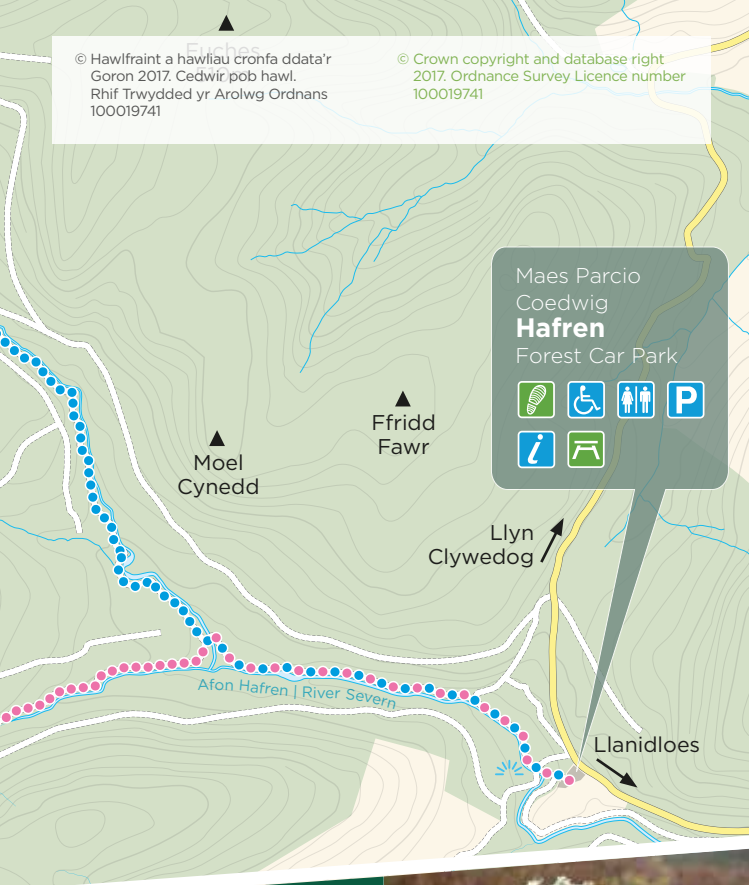 Fuches
© Hawlfraint a hawliau cronfa ddata'r
Goron 2017. Cedwir pob hawl.
Rhif Trwydded yr Arolwg Ordnans
100019741
© Crown copyright and database right
2017. Ordnance Survey Licence number
100019741
Maes Parcio
Coedwig
Hafren
Forest Car Park
P
i
Ffridd
Fawr
Moel
Cynedd
Llyn
Clywedog
Afon Hafren | River Severn
Llanidloes